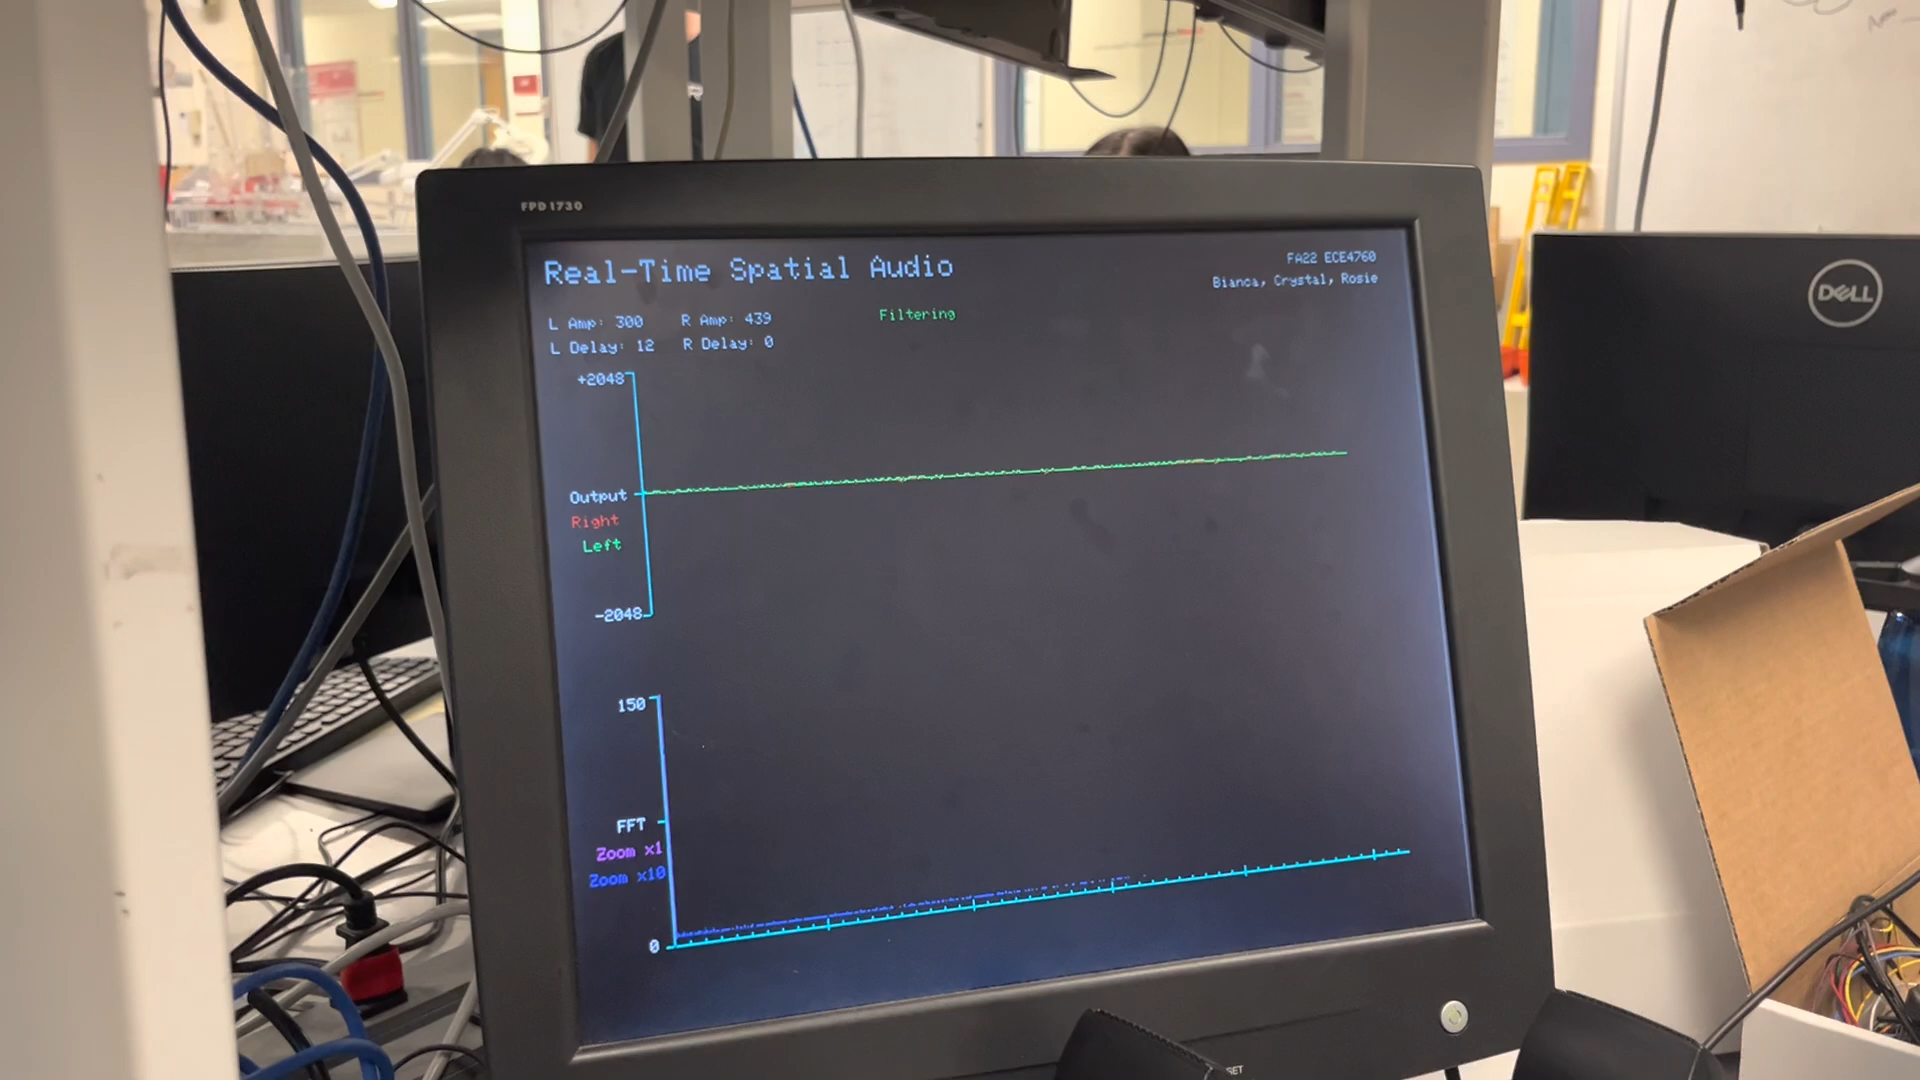 FPD1730
Real-Time Spatial Audio
FA22 ECE4760
Bianca, Crystal, Rosie
L Amp: 300 R Amp: 439
Filtering
L Delay: 12 R Delay: 0
+2048
Output
Right
Left
-2048
150
FFT
Zoom x1
Zoom x10
0
DELL